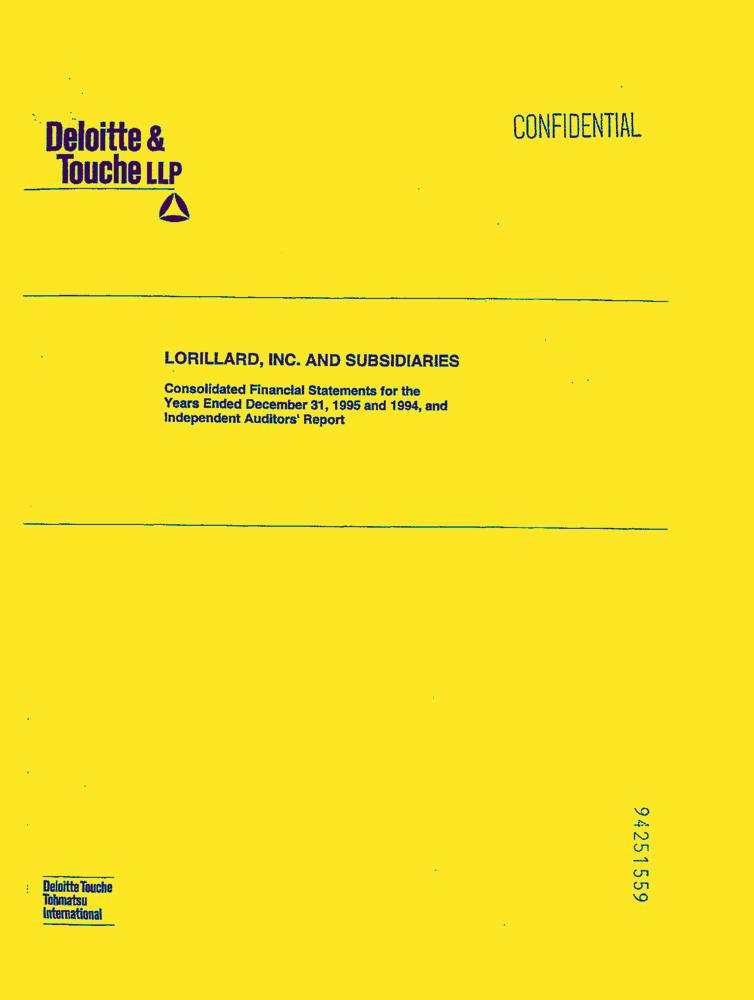 Deloitte &
Touche LLP
CONFIDENTIAL
LORILLARD, INC. AND SUBSIDIARIES
Consolidated Financial Statements for the
Years Ended December 31, 1995 and 1994, and
Independent Auditors' Report
94251559
Deloitte Touche
Tohmatsu
International